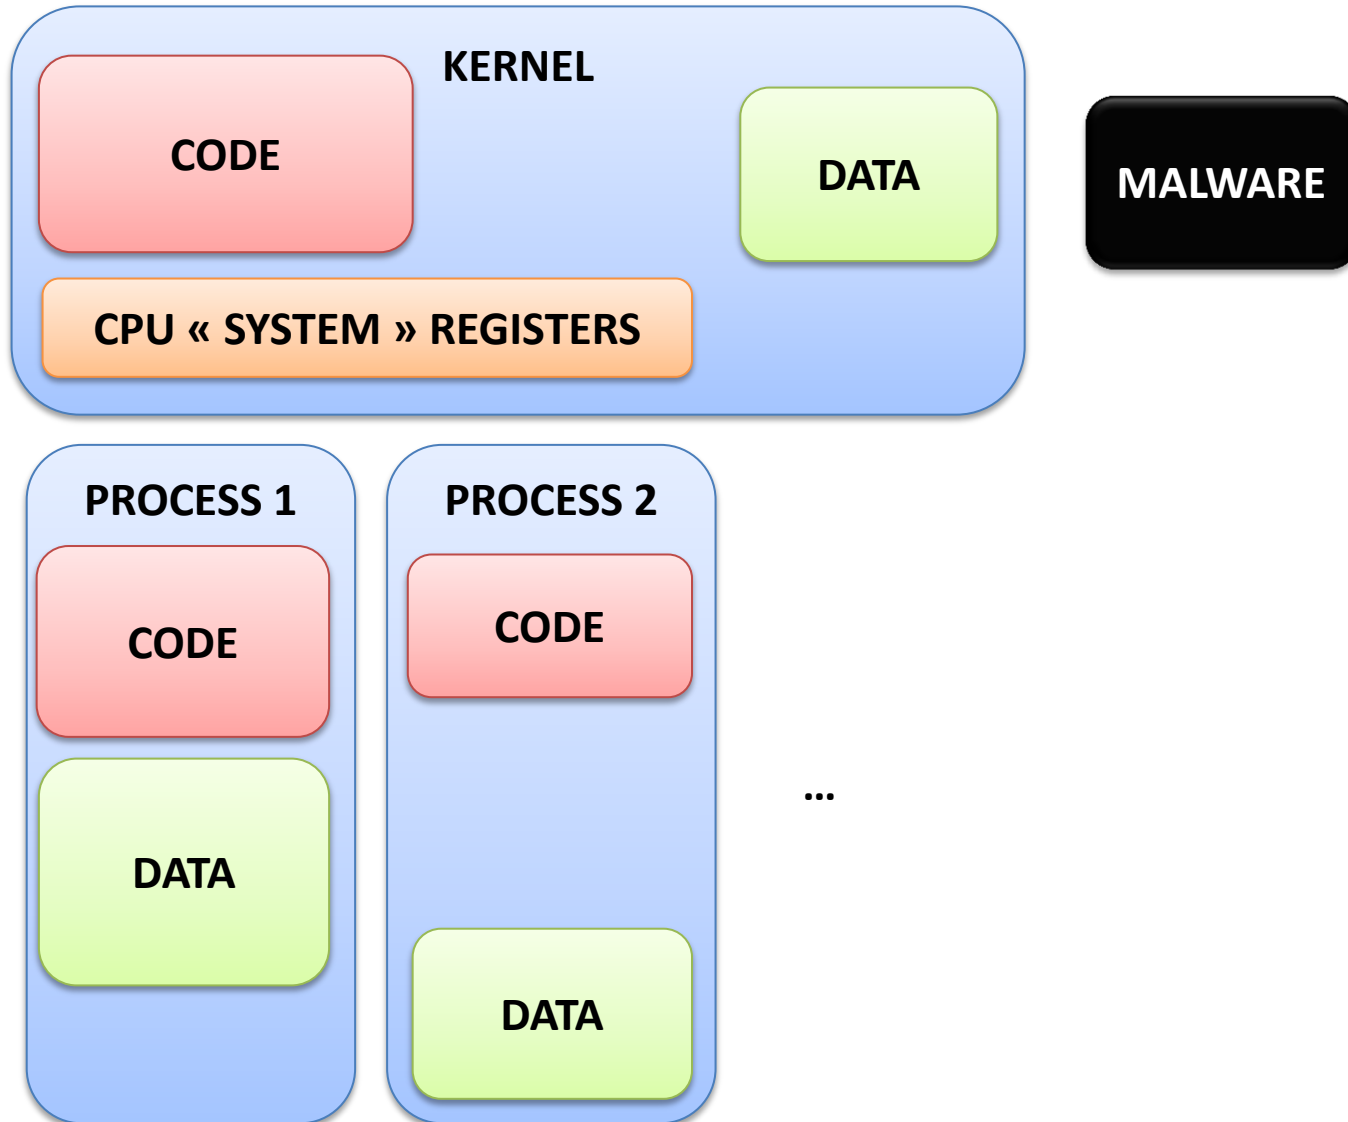 KERNEL
CODE
DATA
MALWARE
CPU « SYSTEM » REGISTERS
PROCESS 1
PROCESS 2
CODE
CODE
...
DATA
DATA